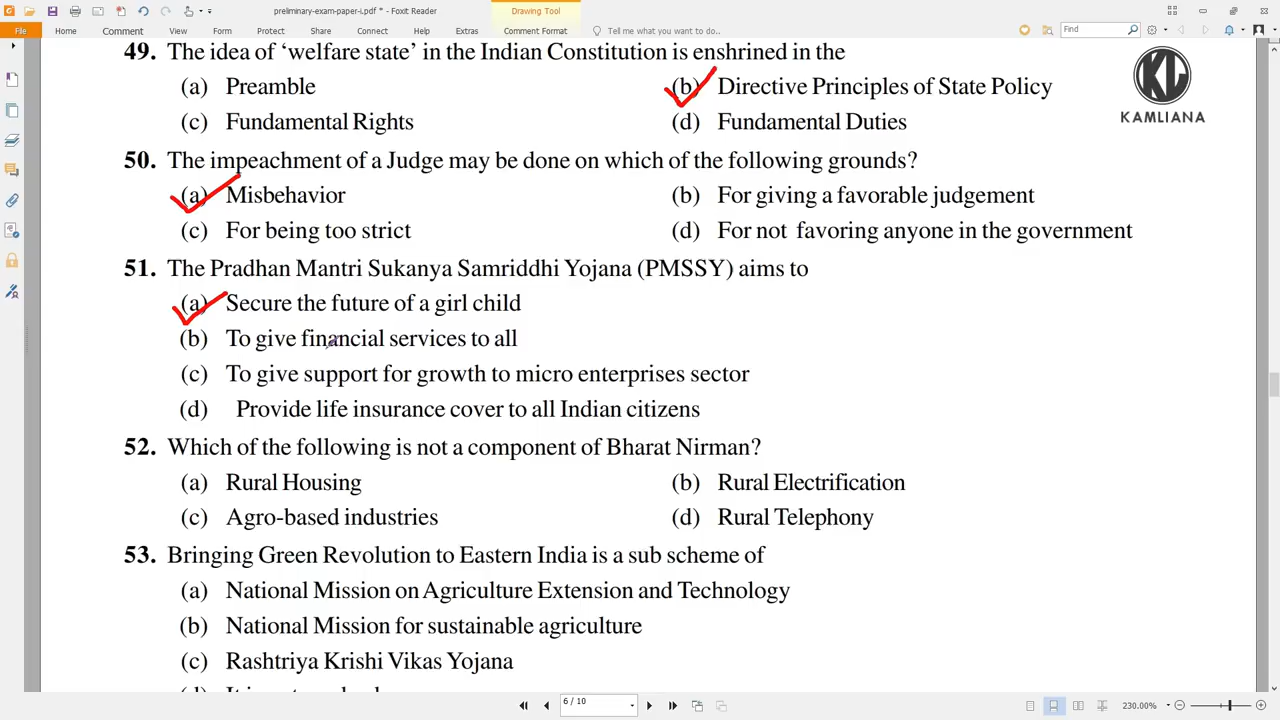 preliminary-exam-paper-i.pdf * - Foxit Reader
Drawing Tool
File
Home
Comment
View
Form
Protect
Share
Connect
Help
Extras
Comment Format
Tell me what you want to do..
Find
49. The idea of ‘welfare state’ in the Indian Constitution is enshrined in the
(a) Preamble (b) Directive Principles of State Policy
(c) Fundamental Rights (d) Fundamental Duties
KAMLIANA
50. The impeachment of a Judge may be done on which of the following grounds?
(a) Misbehavior (b) For giving a favorable judgement
(c) For being too strict (d) For not favoring anyone in the government
51. The Pradhan Mantri Sukanya Samriddhi Yojana (PMSSY) aims to
(a) Secure the future of a girl child
(b) To give financial services to all
(c) To give support for growth to micro enterprises sector
(d) Provide life insurance cover to all Indian citizens
52. Which of the following is not a component of Bharat Nirman?
(a) Rural Housing (b) Rural Electrification
(c) Agro-based industries (d) Rural Telephony
53. Bringing Green Revolution to Eastern India is a sub scheme of
(a) National Mission on Agriculture Extension and Technology
(b) National Mission for sustainable agriculture
(c) Rashtriya Krishi Vikas Yojana
6 / 10
230.00%